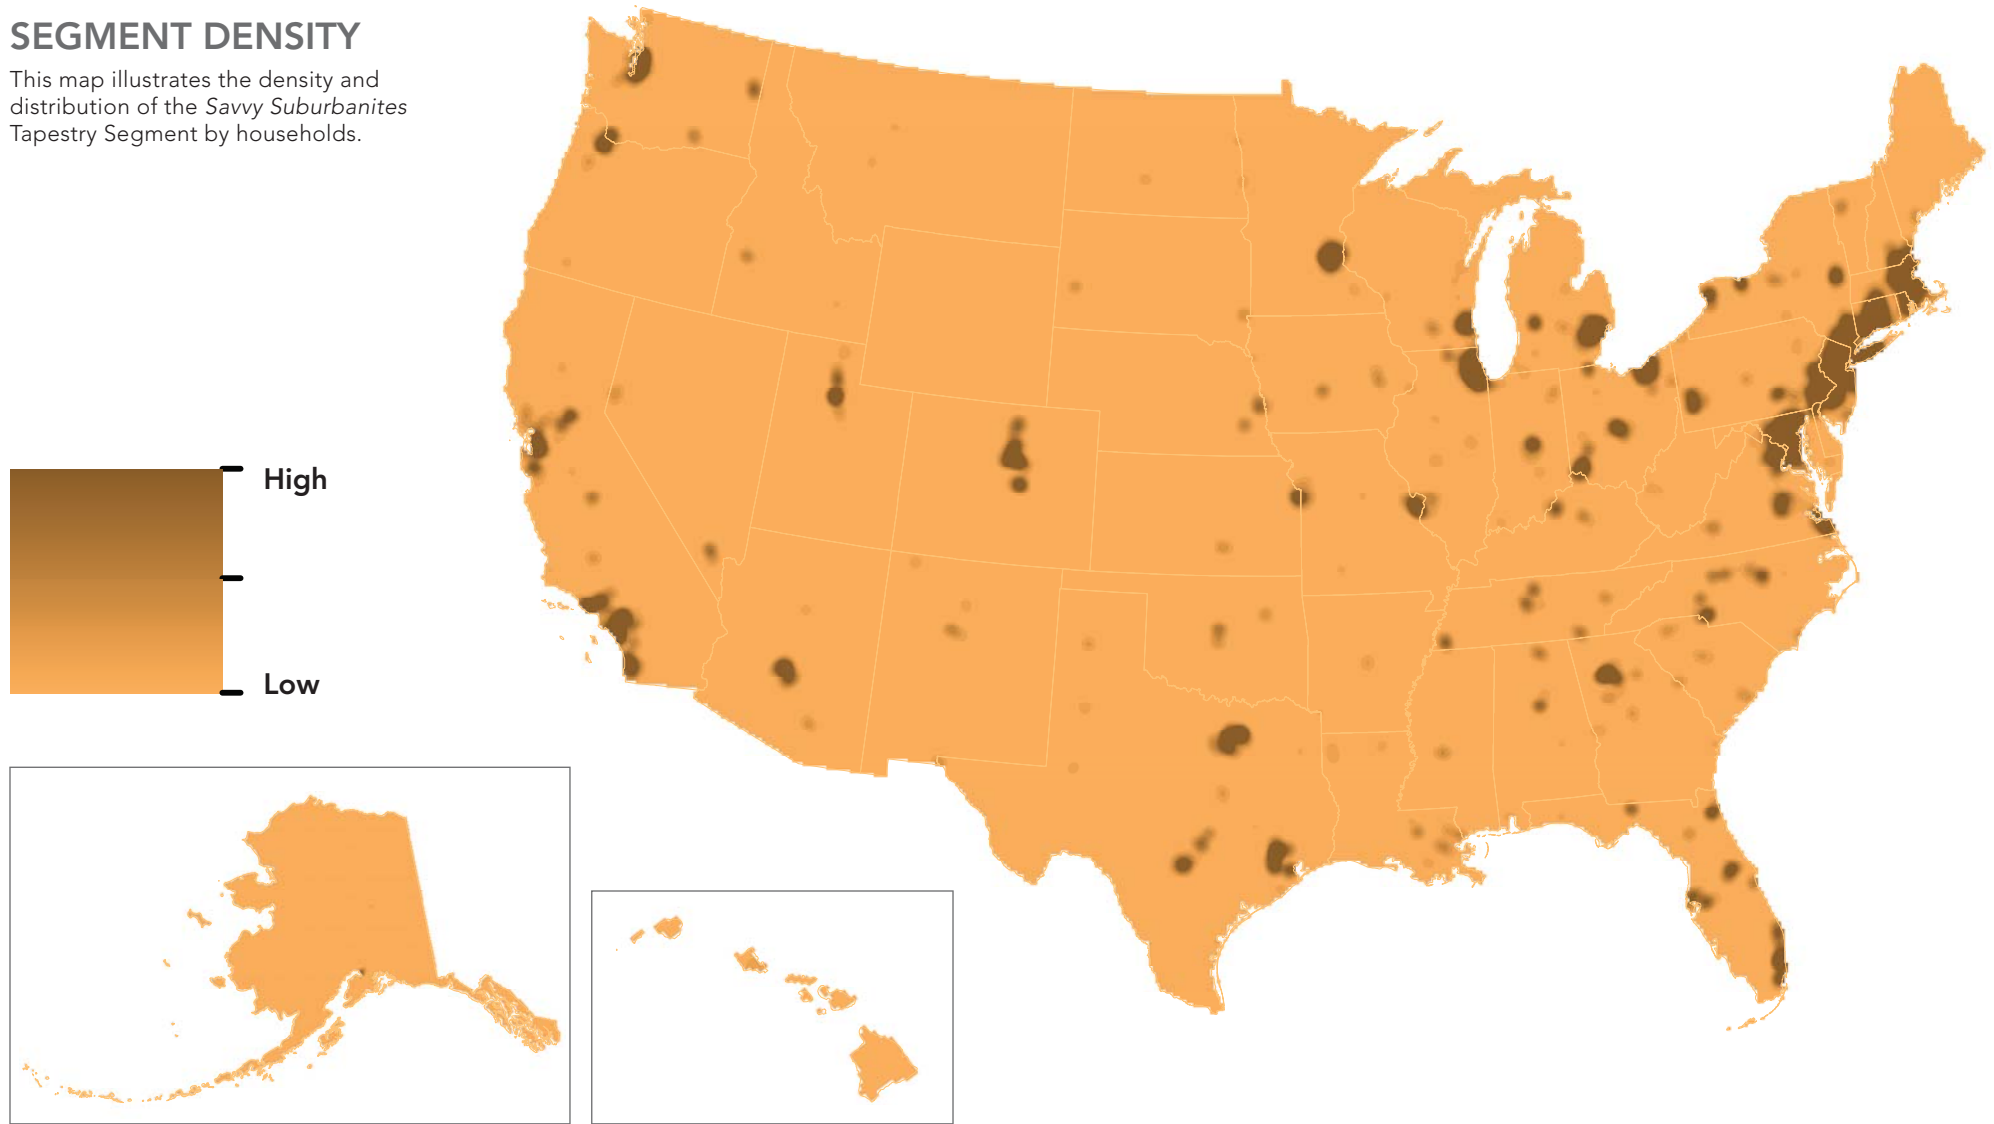 SEGMENT DENSITY
This map illustrates the density and
distribution of the Savvy Suburbanites
Tapestry Segment by households.
High
Low